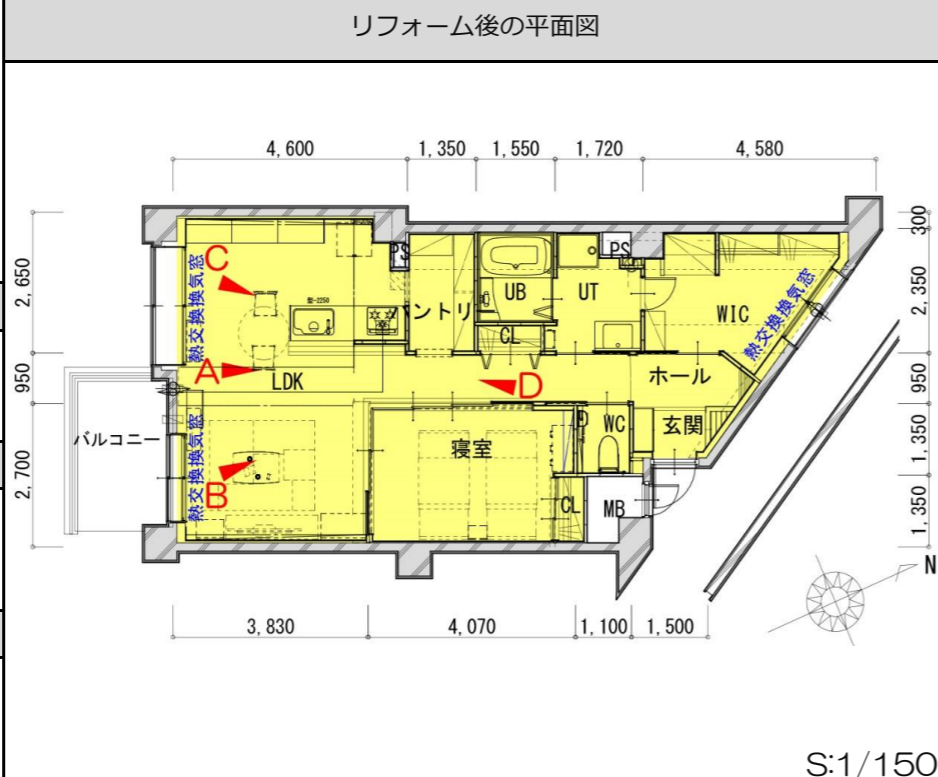 リフォーム後の平面図
4,600
1,350
1,550
1,720
4,580
300
2,650
950
2,700
2,350
950
1,350
1,350
C
熱交換換気窓
PS
型-2250
ントリ
UB
UT
PS
WIC
熱交換換気窓
CL
A
LDK
D
ホール
バルコニー
熱交換換気窓
B
寝室
WC
玄関
CL
MB
N
3,830
4,070
1,100
1,500
S:1/150